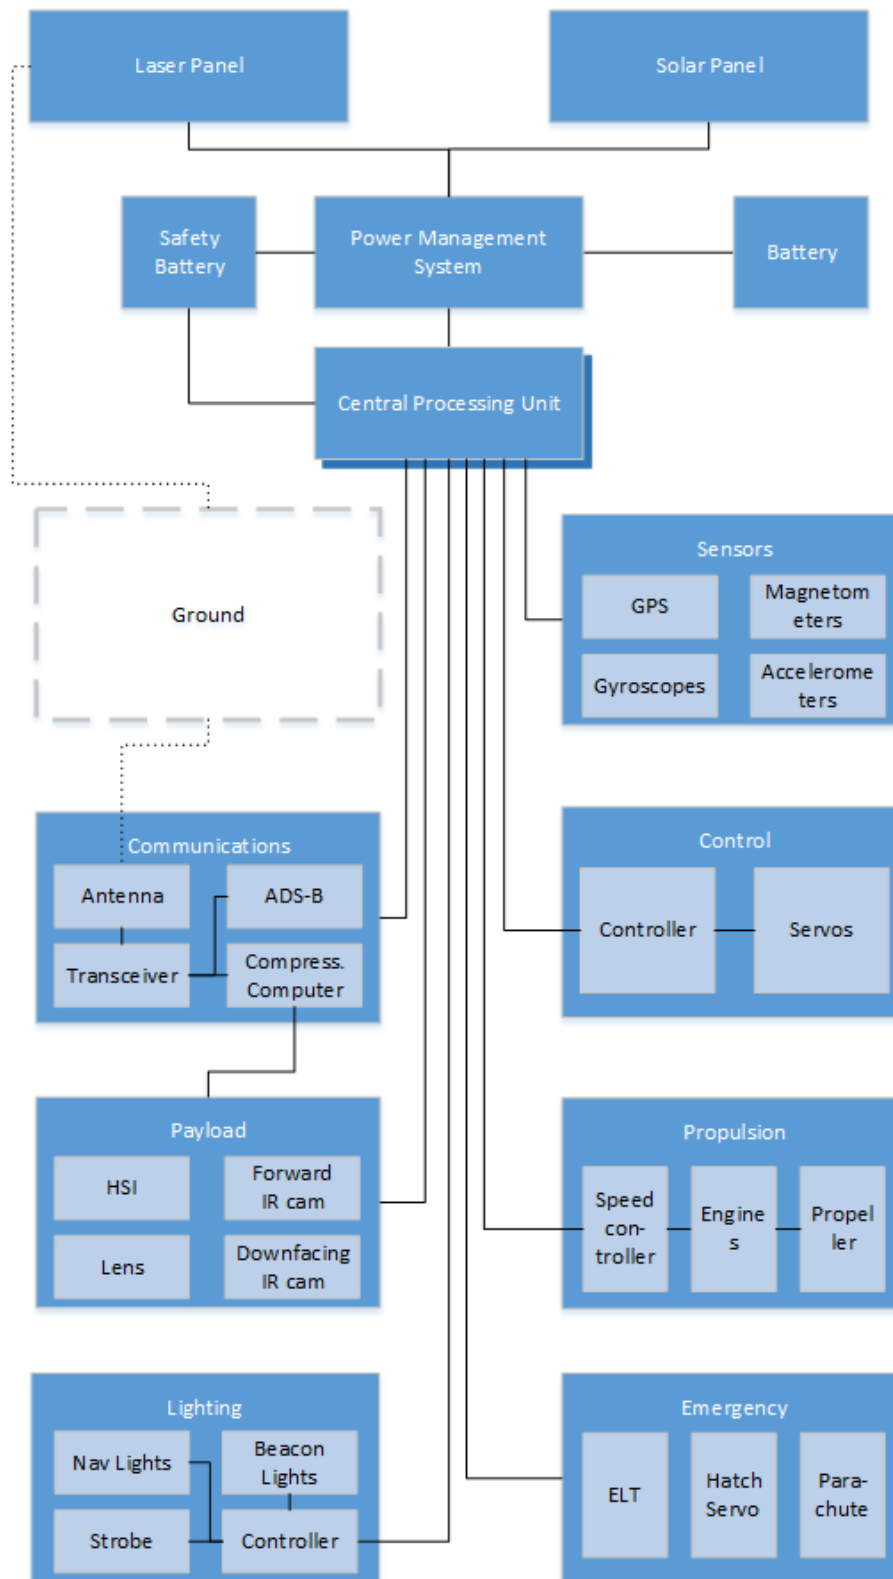 Laser Panel
Solar Panel
Safety
Battery
Power Management
System
Battery
Central Processing Unit
Ground
Sensors
GPS
Magnetom
eters
Gyroscopes
Accelerome
ters
Communications
Antenna
ADS-B
Transceiver
Compress.
Computer
Control
Controller
Servos
Payload
HSI
Forward
IR cam
Lens
Downfacing
IR cam
Propulsion
Speed
con-
troller
Engine
s
Propel
ler
Lighting
Nav Lights
Beacon
Lights
Strobe
Controller
Emergency
ELT
Hatch
Servo
Para-
chute